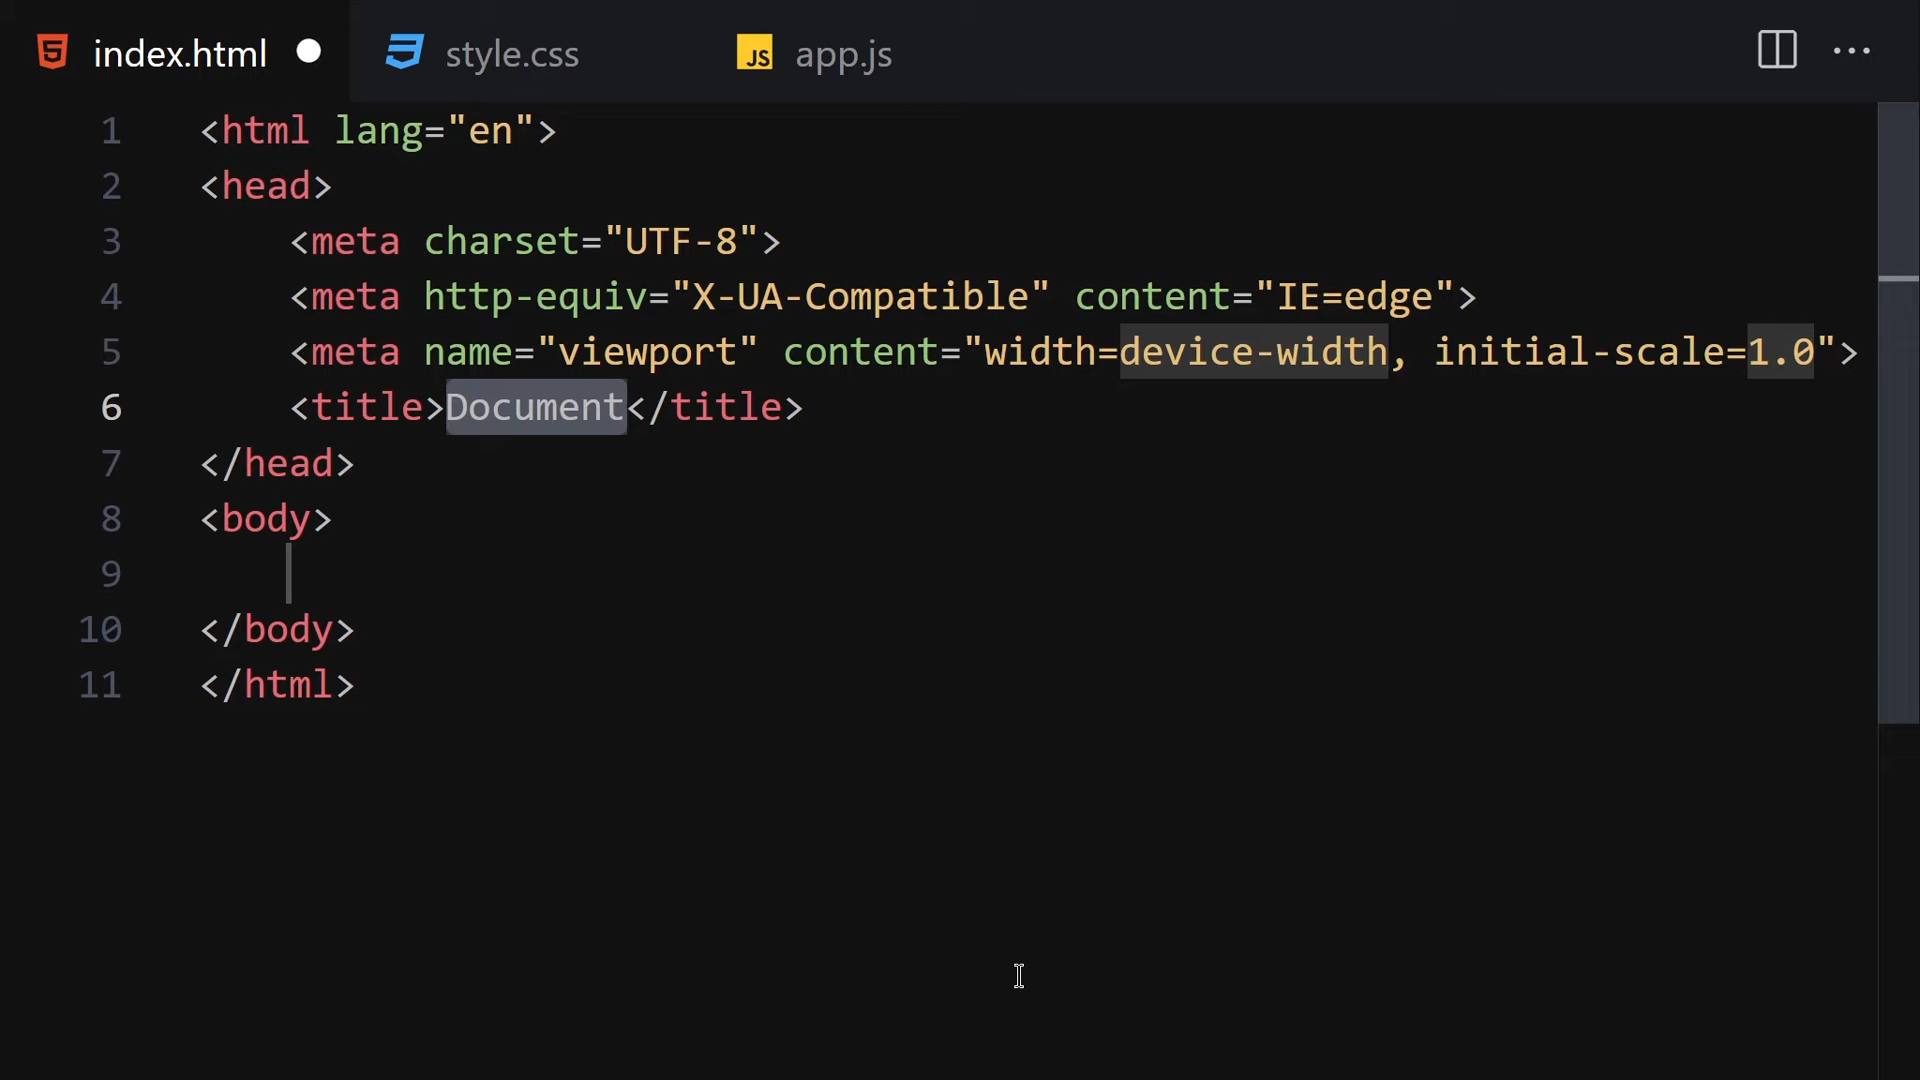 index.html style.css JS app.js
1 <html lang="en">
2 <head>
3 <meta charset="UTF-8">
4 <meta http-equiv="X-UA-Compatible" content="IE=edge">
5 <meta name="viewport" content="width=device-width, initial-scale=1.0">
6 <title>Document</title>
7 </head>
8 <body>
9
10 </body>
11 </html>